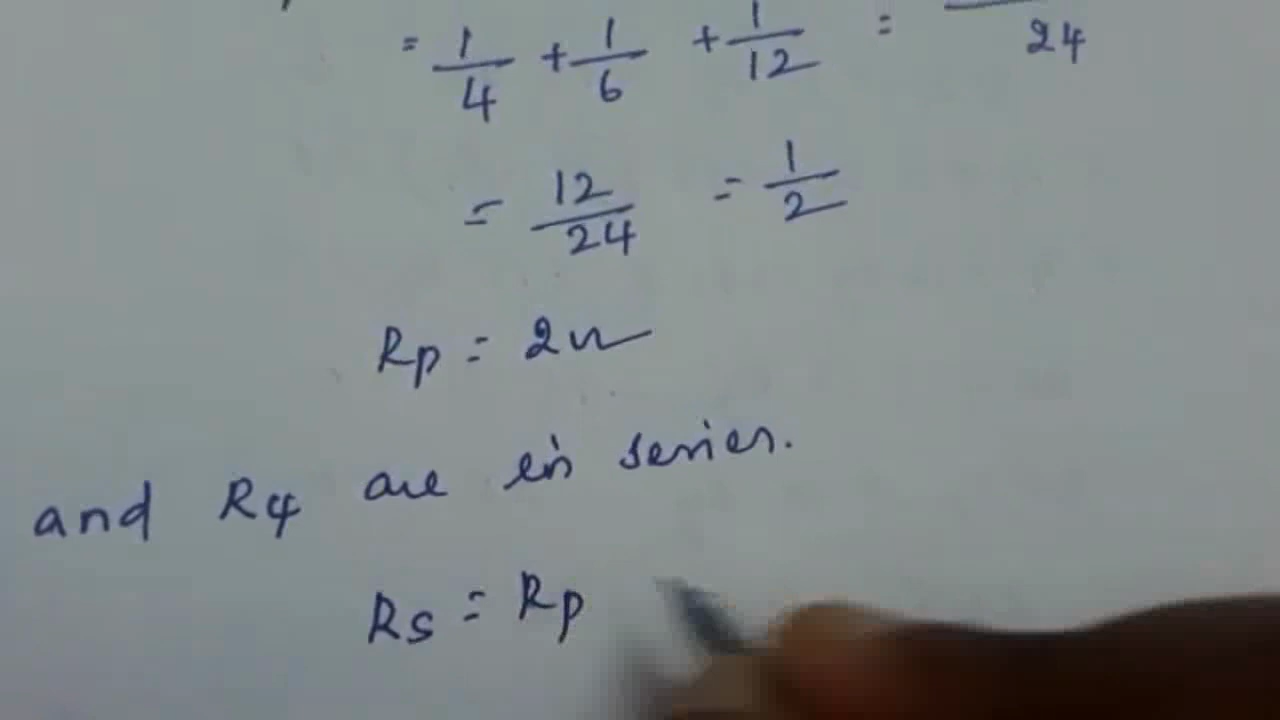 = 1/4 + 1/6 + 1/12 = /24
= 12/24 = 1/2
Rp = 2Ω
and R4 are in series.
Rs = Rp